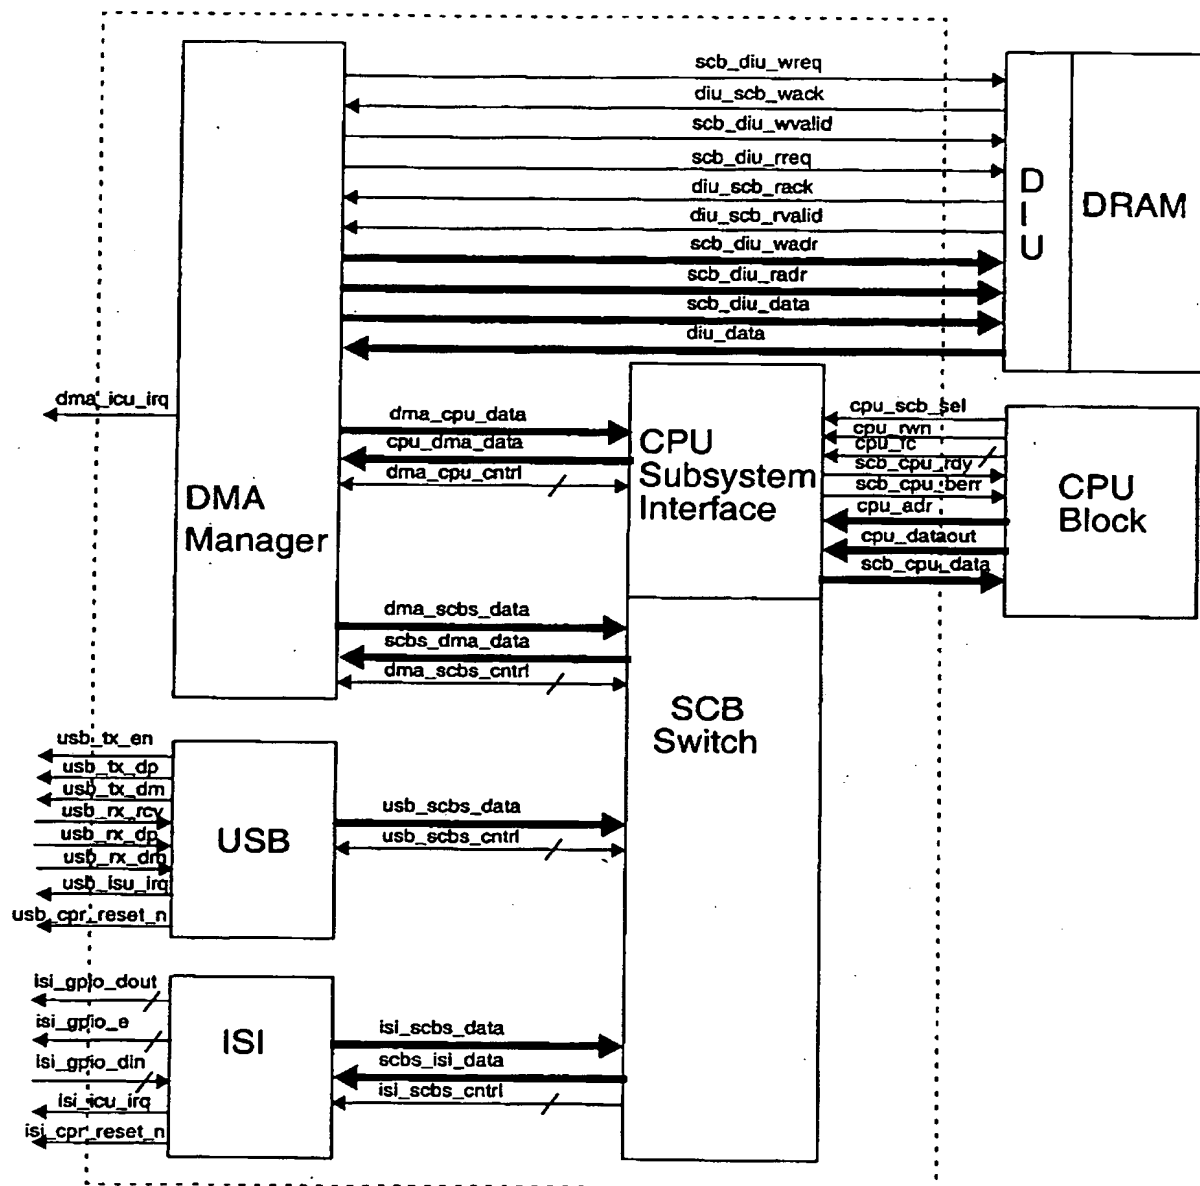 scb_diu_wreq
diu_scb_wack
scb_diu_wvalid
scb_diu_rreq
diu_scb_rack
diu_scb_rvalid
scb_diu_wadr
scb_diu_radr
scb_diu_data
diu_data
D
I
U
DRAM
dma_icu_irq
DMA
Manager
dma_cpu_data
cpu_dma_data
dma_cpu_cntrl
CPU
Subsystem
Interface
cpu_scb_sel
cpu_rwn
cpu_rc
scb_cpu_rdy
scb_cpu_berr
cpu_adr
cpu_dataout
scb_cpu_data
CPU
Block
dma_scbs_data
scbs_dma_data
dma_scbs_cntrl
SCB
Switch
usb_tx_en
usb_tx_dp
usb_tx_dm
usb_rx_rcv
usb_rx_dp
usb_rx_dm
usb_isu_irq
usb_cpr_reset_n
USB
usb_scbs_data
usb_scbs_cntrl
isi_gpio_dout
isi_gpio_e
isi_gpio_din
isi_icu_irq
isi_cpr_reset_n
ISI
isi_scbs_data
scbs_isi_data
isi_scbs_cntrl